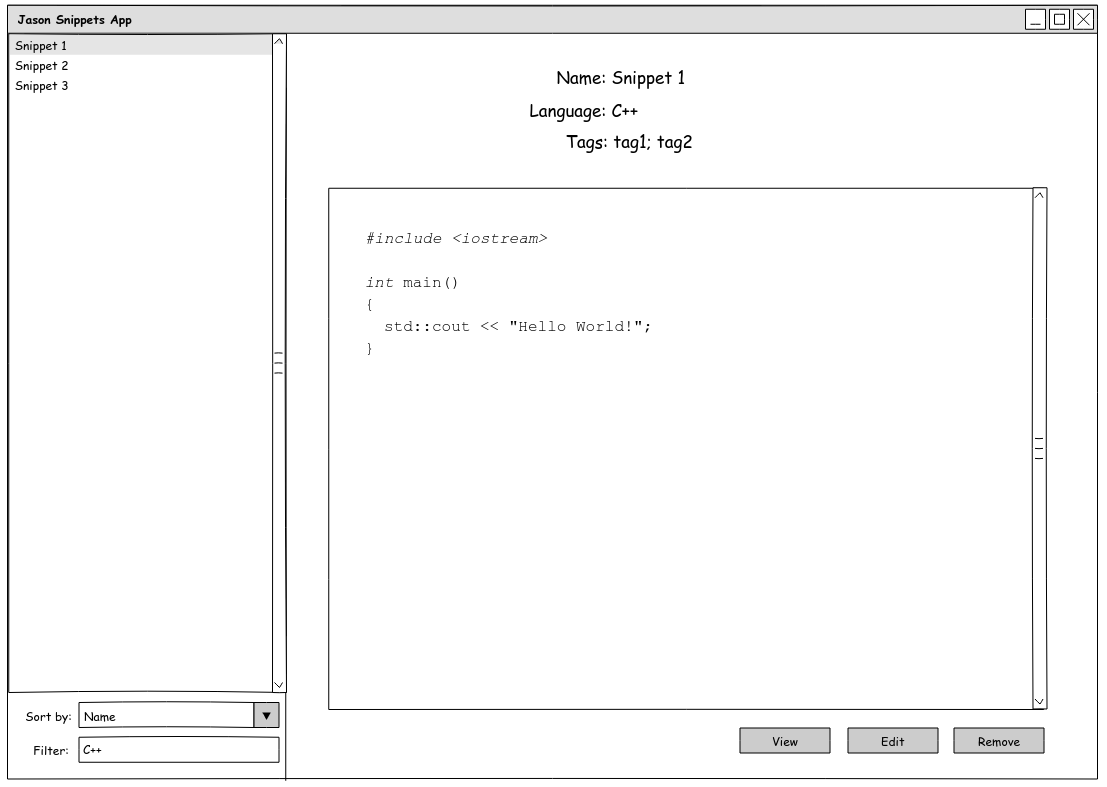 Jason Snippets App
Snippet 1
Snippet 2
Snippet 3
Sort by: Name
Filter: C++
Name: Snippet 1
Language: C++
Tags: tag1; tag2
#include <iostream>
int main()
{
  std::cout << "Hello World!";
}
View Edit Remove